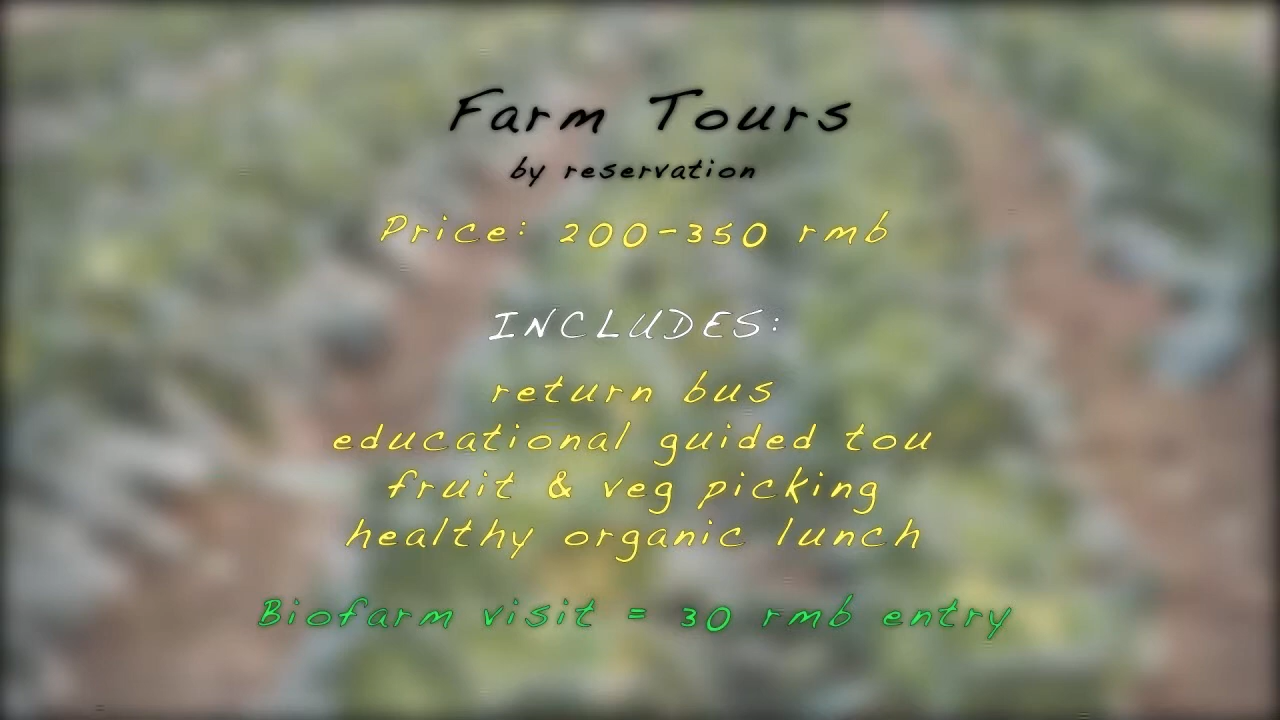 Farm Tours
by reservation
Price: 200-350 rmb
INCLUDES:
return bus
educational guided tou
fruit & veg picking
healthy organic lunch
Biofarm visit = 30 rmb entry